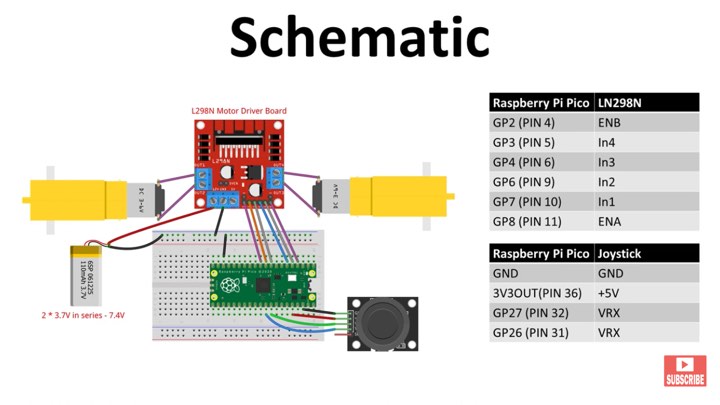 Schematic
L298N Motor Driver Board
L298N
2 * 3.7V in series - 7.4V
Raspberry Pi Pico LN298N
GP2 (PIN 4) ENB
GP3 (PIN 5) In4
GP4 (PIN 6) In3
GP6 (PIN 9) In2
GP7 (PIN 10) In1
GP8 (PIN 11) ENA
Raspberry Pi Pico Joystick
GND GND
3V3OUT(PIN 36) +5V
GP27 (PIN 32) VRX
GP26 (PIN 31) VRX
SUBSCRIBE